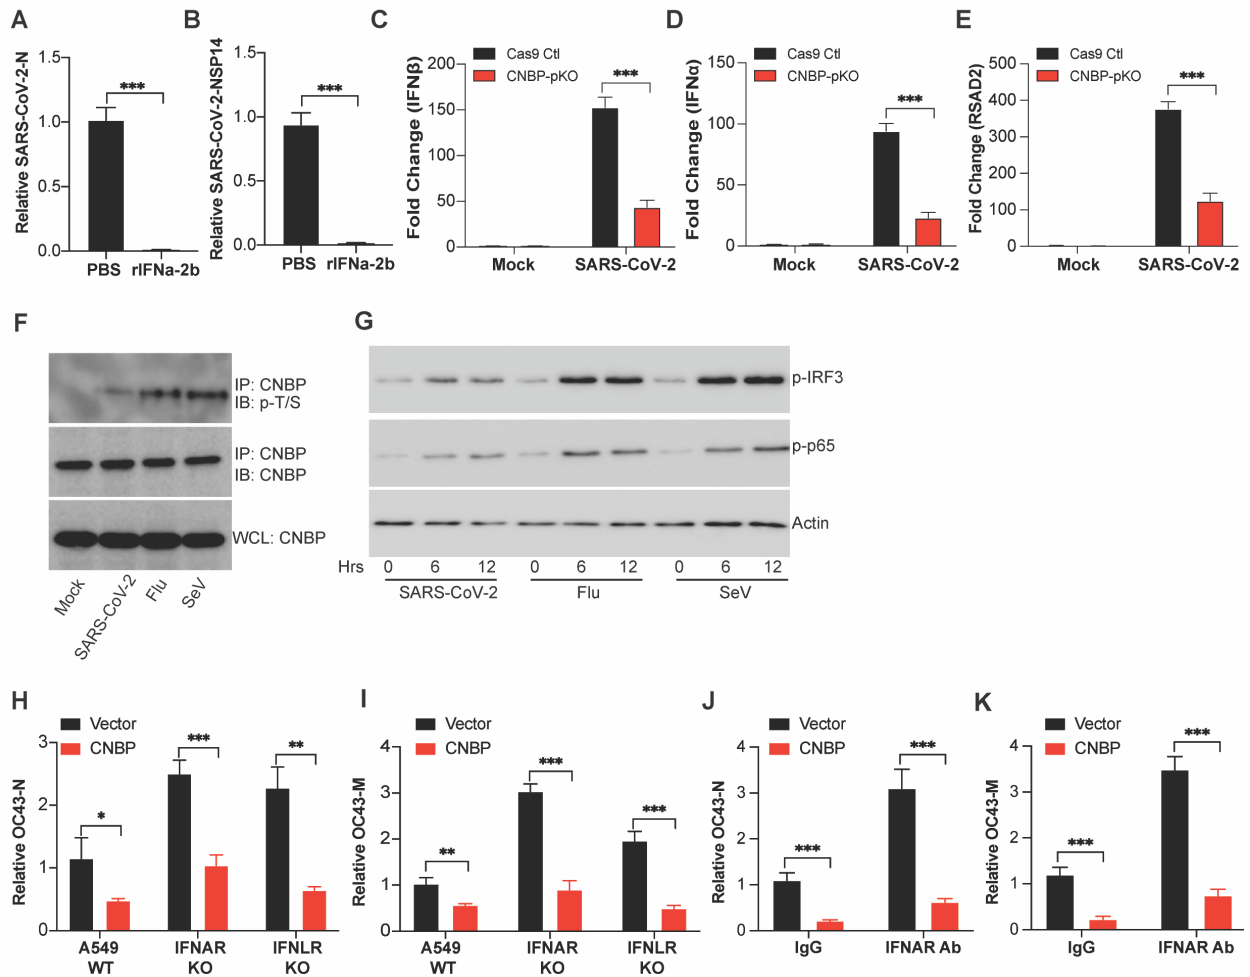 A
Relative SARS-CoV-2-N
1.5
1.0
0.5
0.0
***
PBS
rIFNa-2b
B
Relative SARS-CoV-2-NSP14
1.5
1.0
0.5
0.0
***
PBS
rIFNa-2b
C
Cas9 Ctl
CNBP-pKO
Fold Change (IFNβ)
200
150
100
50
0
***
Mock
SARS-CoV-2
D
Cas9 Ctl
CNBP-pKO
Fold Change (IFNα)
150
100
50
0
***
Mock
SARS-CoV-2
E
Cas9 Ctl
CNBP-pKO
Fold Change (RSAD2)
500
400
300
200
100
0
***
Mock
SARS-CoV-2
F
IP: CNBP
IB: p-T/S
IP: CNBP
IB: CNBP
WCL: CNBP
Mock
SARS-CoV-2
Flu
SeV
G
p-IRF3
p-p65
Actin
Hrs 0 6 12 0 6 12 0 6 12
SARS-CoV-2 Flu SeV
H
Vector
CNBP
Relative OC43-N
3
2
1
0
*
***
**
A549 WT
IFNAR KO
IFNLR KO
I
Vector
CNBP
Relative OC43-M
4
3
2
1
0
**
***
***
A549 WT
IFNAR KO
IFNLR KO
J
Vector
CNBP
Relative OC43-N
4
3
2
1
0
***
***
IgG
IFNAR Ab
K
Vector
CNBP
Relative OC43-M
4
3
2
1
0
***
***
IgG
IFNAR Ab